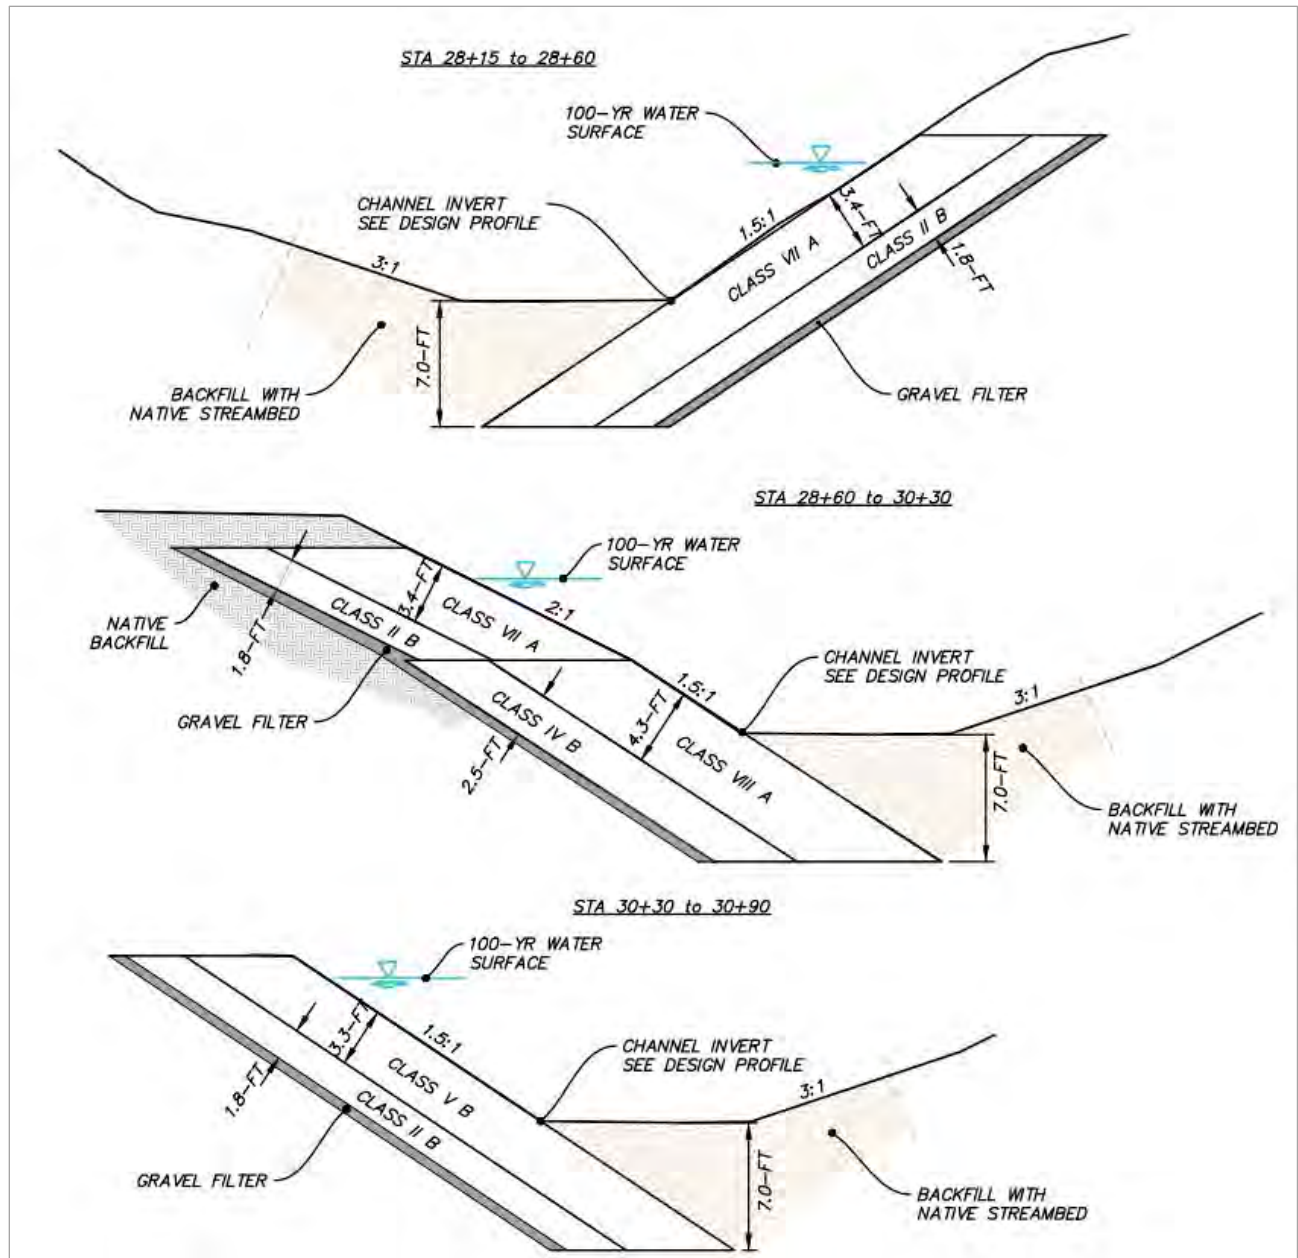 STA 28+15 to 28+60
100-YR WATER
SURFACE
CHANNEL INVERT
SEE DESIGN PROFILE
1.5:1
3.4-FT
CLASS VII A
CLASS II B
1.8-FT
3:1
7.0-FT
BACKFILL WITH
NATIVE STREAMBED
GRAVEL FILTER
STA 28+60 to 30+30
100-YR WATER
SURFACE
NATIVE
BACKFILL
1.8-FT
CLASS II B
3.4-FT
CLASS VII A
2:1
GRAVEL FILTER
CLASS IV B
2.5-FT
4.3-FT
1.5:1
CLASS VIII A
CHANNEL INVERT
SEE DESIGN PROFILE
3:1
7.0-FT
BACKFILL WITH
NATIVE STREAMBED
STA 30+30 to 30+90
100-YR WATER
SURFACE
3.3-FT
1.5:1
1.8-FT
CLASS V B
CLASS II B
GRAVEL FILTER
CHANNEL INVERT
SEE DESIGN PROFILE
3:1
7.0-FT
BACKFILL WITH
NATIVE STREAMBED